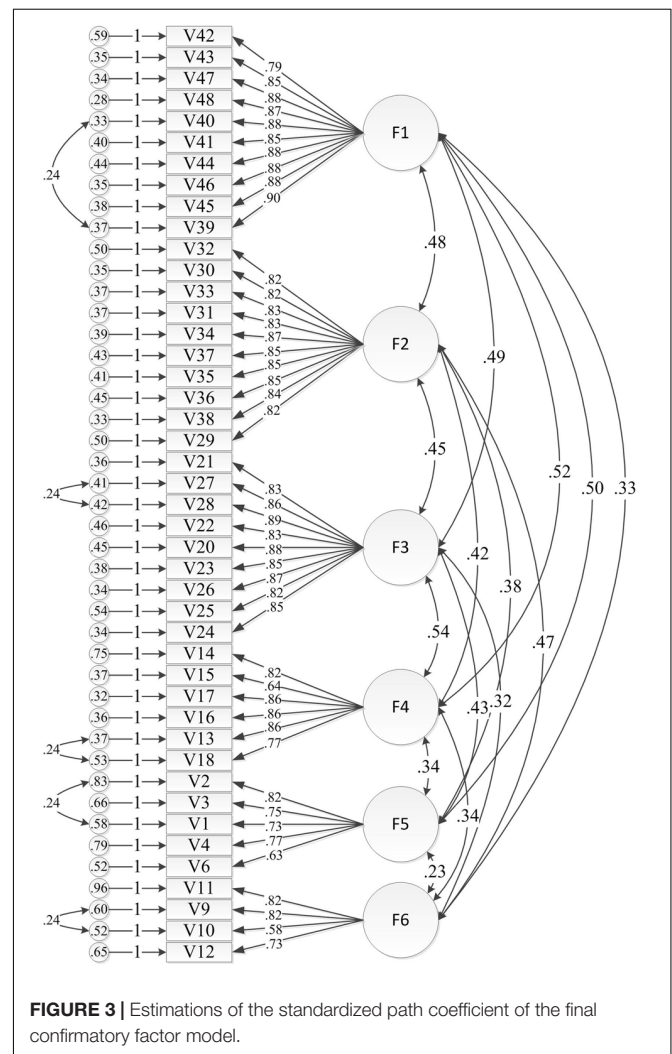 .59 1 V42
.35 1 V43
.34 1 V47
.28 1 V48
.33 1 V40
.40 1 V41
.44 1 V44
.35 1 V46
.38 1 V45
.37 1 V39
.24
.79
.85
.88
.87
.88
.85
.88
.88
.88
.90
F1
.50 1 V32
.35 1 V30
.37 1 V33
.37 1 V31
.39 1 V34
.43 1 V37
.41 1 V35
.45 1 V36
.33 1 V38
.50 1 V29
.82
.82
.83
.83
.87
.85
.85
.85
.84
.82
F2
.36 1 V21
.41 1 V27
.42 1 V28
.46 1 V22
.45 1 V20
.38 1 V23
.34 1 V26
.54 1 V25
.34 1 V24
.24
.83
.86
.89
.83
.88
.85
.87
.82
.85
F3
.75 1 V14
.37 1 V15
.32 1 V17
.36 1 V16
.37 1 V13
.53 1 V18
.24
.82
.64
.86
.86
.86
.77
F4
.83 1 V2
.66 1 V3
.58 1 V1
.79 1 V4
.52 1 V6
.24
.82
.75
.73
.77
.63
F5
.96 1 V11
.60 1 V9
.52 1 V10
.65 1 V12
.24
.82
.82
.58
.73
F6
.48
.49
.45
.52
.50
.33
.42
.38
.54
.47
.43
.32
.34
.34
.23
FIGURE 3 | Estimations of the standardized path coefficient of the final
confirmatory factor model.